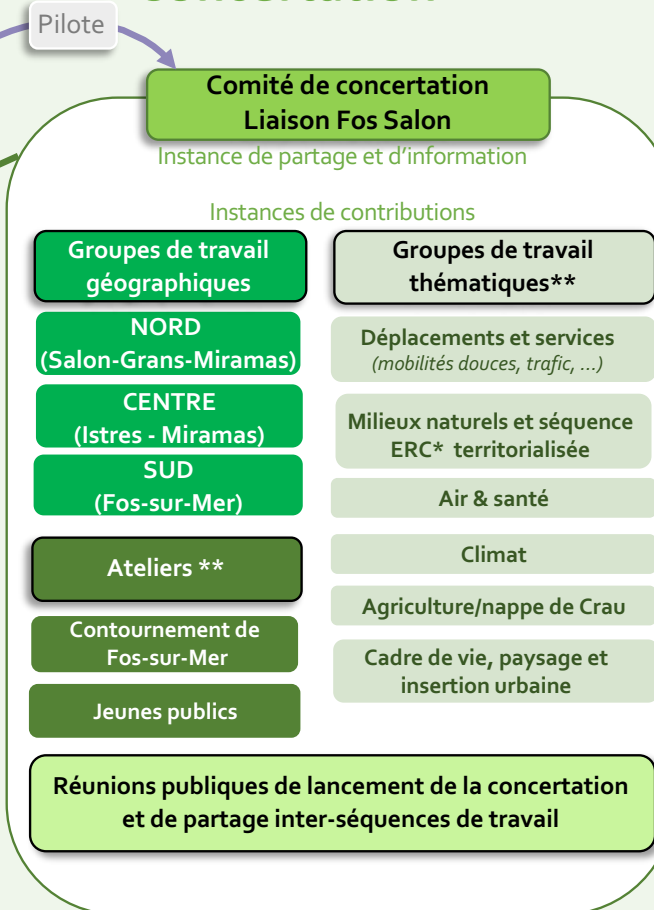 Concertation
Pilote
Comité de concertation
Liaison Fos Salon
Instance de partage et d'information
Instances de contributions
Groupes de travail
géographiques
NORD
(Salon-Grans-Miramas)
CENTRE
(Istres - Miramas)
SUD
(Fos-sur-Mer)
Ateliers **
Contournement de
Fos-sur-Mer
Jeunes publics
Groupes de travail
thématiques**
Déplacements et services
(mobilités douces, trafic, ...)
Milieux naturels et séquence
ERC* territorialisée
Air & santé
Climat
Agriculture/nappe de Crau
Cadre de vie, paysage et
insertion urbaine
Réunions publiques de lancement de la concertation
et de partage inter-séquences de travail